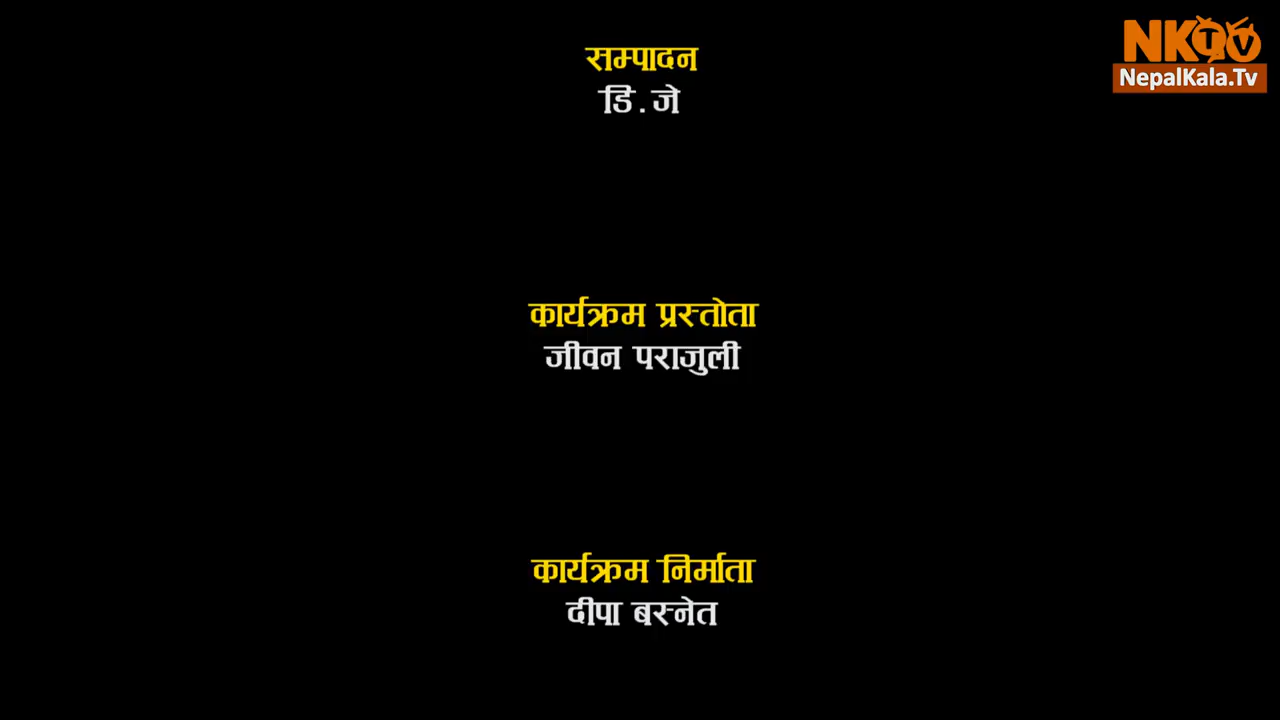 सम्पादन
डि.जे
कार्यक्रम प्रस्तोता
जीवन पराजुली
कार्यक्रम निर्माता
दीपा बस्नेत
NKTV
NepalKala.Tv